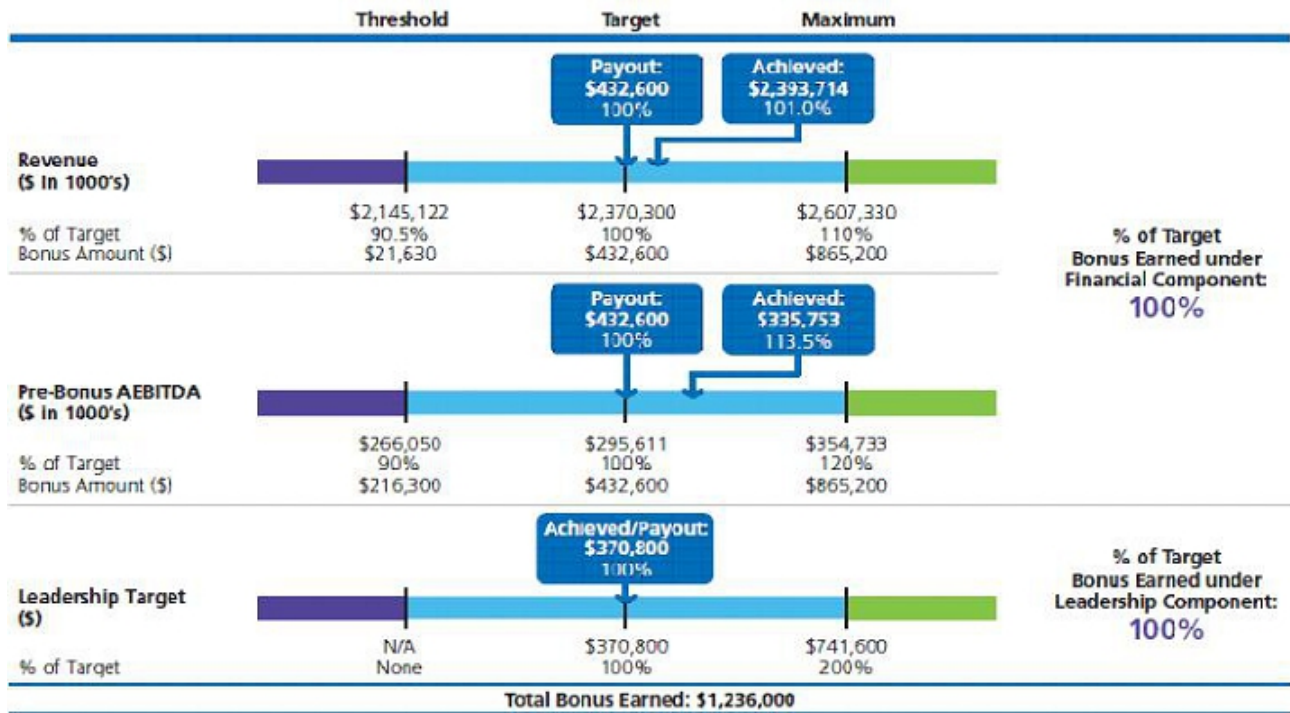 Threshold Target Maximum
Payout: Achieved:
$432,600 $2,393,714
100% 101.0%
Revenue
($ in 1000's)
$2,145,122 $2,370,300 $2,607,330
% of Target 90.5% 100% 110%
Bonus Amount ($) $21,630 $432,600 $865,200
% of Target
Bonus Earned under
Financial Component:
100%
Payout: Achieved:
$432,600 $335,753
100% 113.5%
Pre-Bonus AEBITDA
($ in 1000's)
$266,050 $295,611 $354,733
% of Target 90% 100% 120%
Bonus Amount ($) $216,300 $432,600 $865,200
Achieved/Payout:
$370,800
100%
Leadership Target
($)
N/A $370,800 $741,600
% of Target None 100% 200%
% of Target
Bonus Earned under
Leadership Component:
100%
Total Bonus Earned: $1,236,000